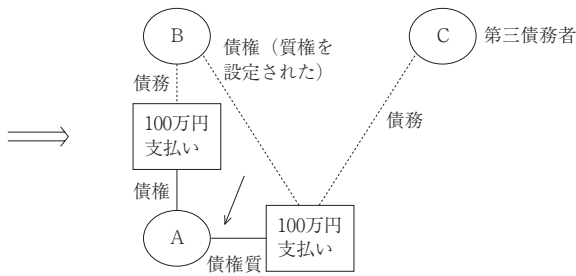 B
債権（質権を
設定された）
C
第三債務者
債務
100万円
支払い
債務
債権
A
債権質
100万円
支払い